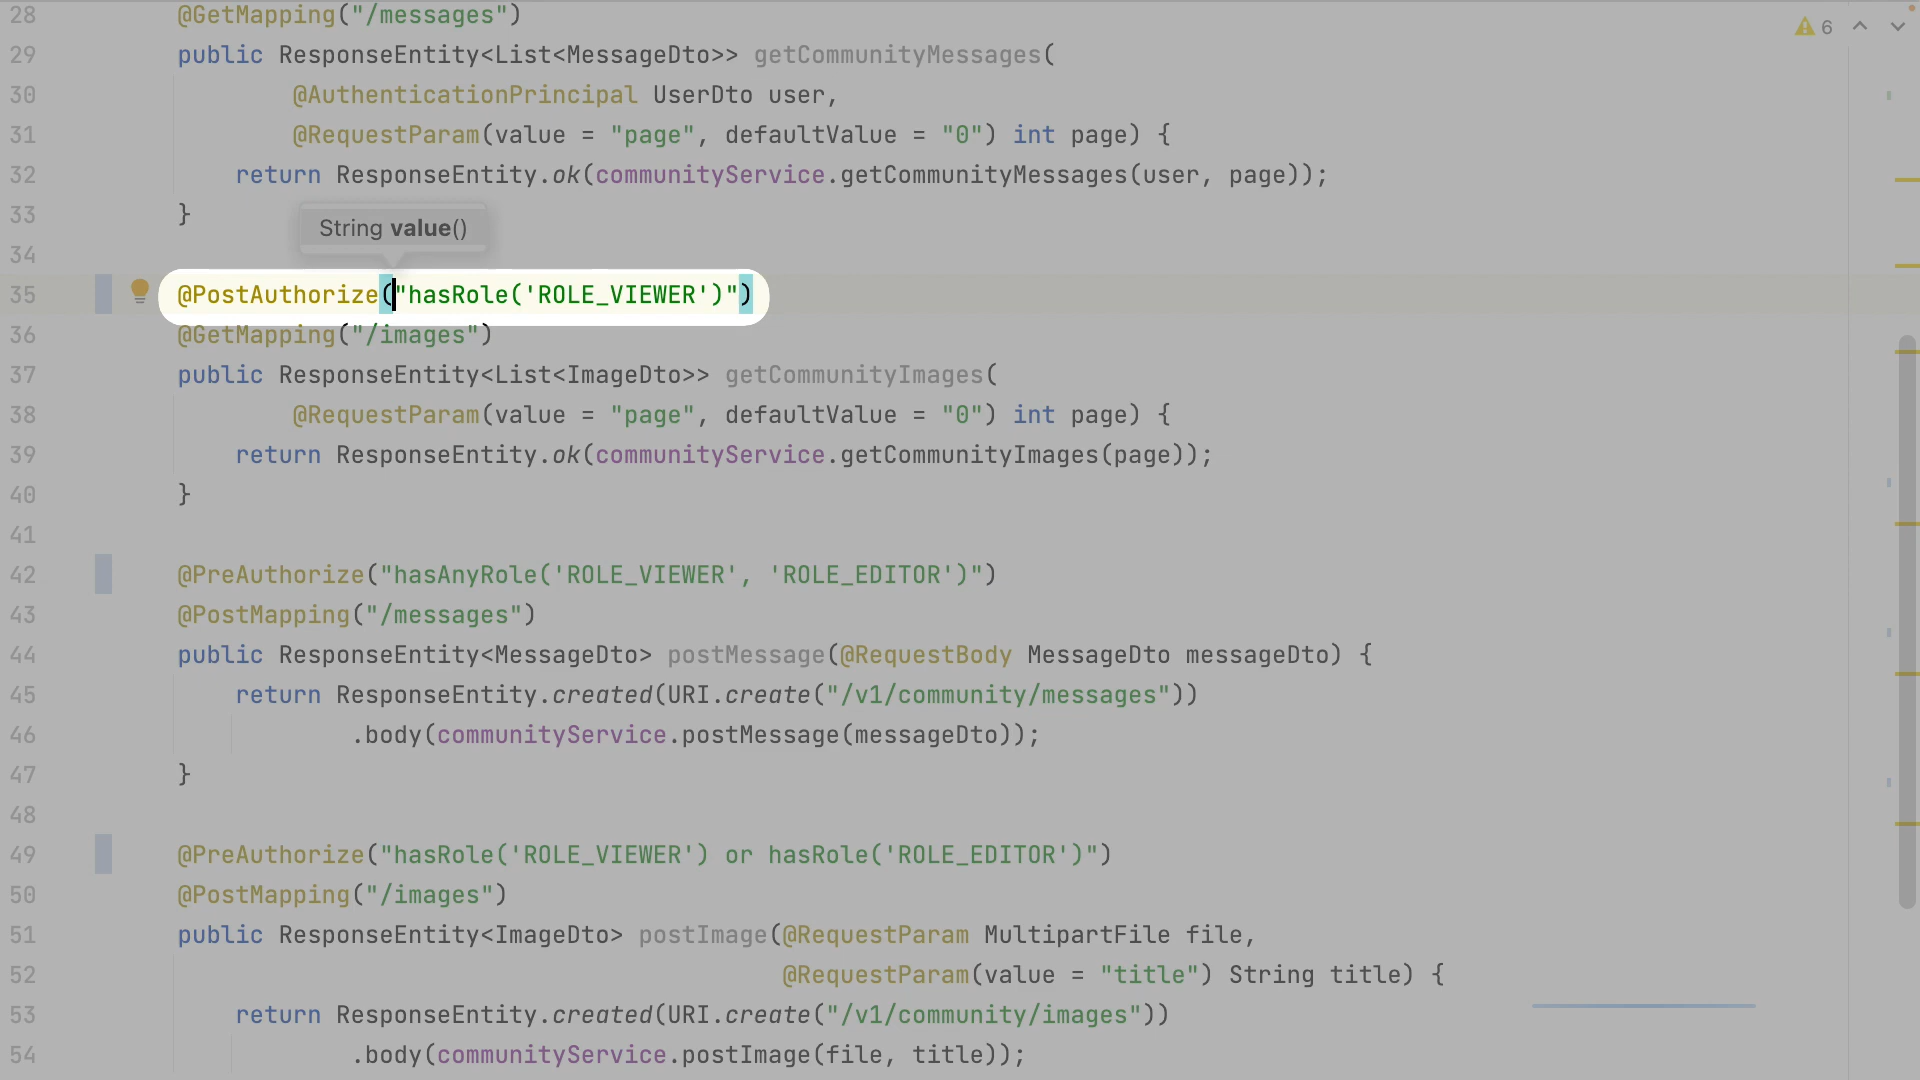 28 @GetMapping("/messages")
6
29 public ResponseEntity<List<MessageDto>> getCommunityMessages(
30 @AuthenticationPrincipal UserDto user,
31 @RequestParam(value = "page", defaultValue = "0") int page) {
32 return ResponseEntity.ok(communityService.getCommunityMessages(user, page));
33 }
String value()
34
35 @PostAuthorize("hasRole('ROLE_VIEWER')")
36 @GetMapping("/images")
37 public ResponseEntity<List<ImageDto>> getCommunityImages(
38 @RequestParam(value = "page", defaultValue = "0") int page) {
39 return ResponseEntity.ok(communityService.getCommunityImages(page));
40 }
41
42 @PreAuthorize("hasAnyRole('ROLE_VIEWER', 'ROLE_EDITOR')")
43 @PostMapping("/messages")
44 public ResponseEntity<MessageDto> postMessage(@RequestBody MessageDto messageDto) {
45 return ResponseEntity.created(URI.create("/v1/community/messages"))
46 .body(communityService.postMessage(messageDto));
47 }
48
49 @PreAuthorize("hasRole('ROLE_VIEWER') or hasRole('ROLE_EDITOR')")
50 @PostMapping("/images")
51 public ResponseEntity<ImageDto> postImage(@RequestParam MultipartFile file,
52 @RequestParam(value = "title") String title) {
53 return ResponseEntity.created(URI.create("/v1/community/images"))
54 .body(communityService.postImage(file, title));